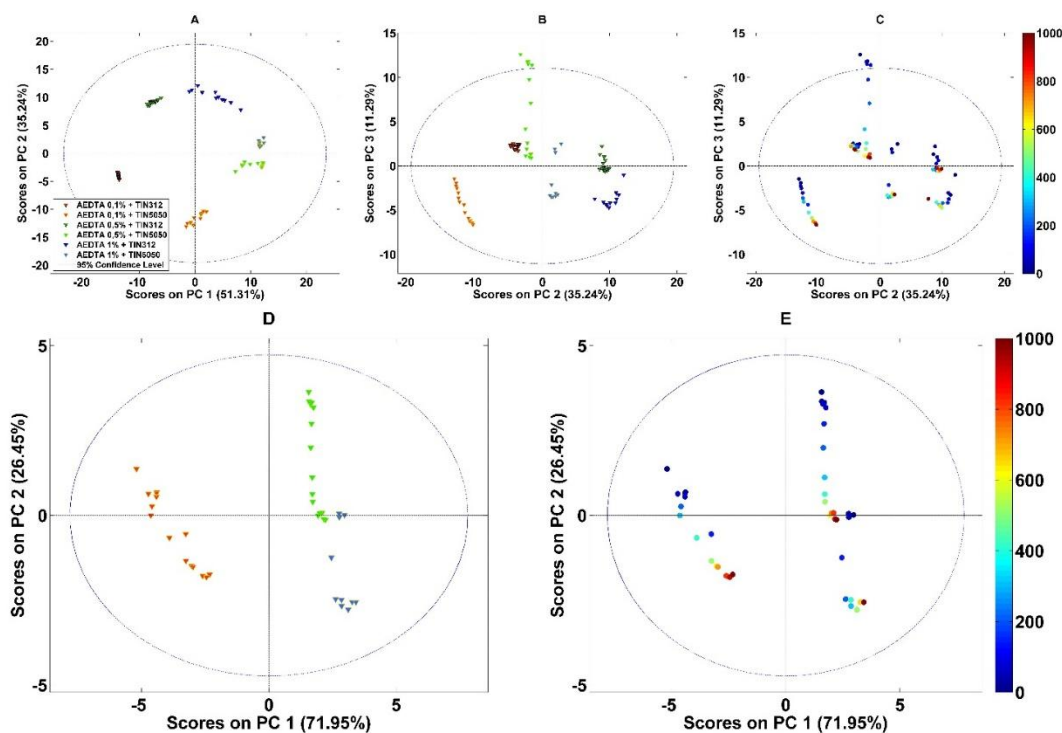 A
20
15
10
5
0
-5
-10
-15
-20
Scores on PC 2 (35.24%)
AEDTA 0,1% + TIN312
AEDTA 0,1% + TIN5050
AEDTA 0,5% + TIN312
AEDTA 0,5% + TIN5050
AEDTA 1% + TIN312
AEDTA 1% + TIN5050
95% Confidence Level
-20 -10 0 10 20
Scores on PC 1 (51.31%)
B
15
10
5
0
-5
-10
Scores on PC 3 (11.29%)
-20 -10 0 10 20
Scores on PC 2 (35.24%)
C
15
10
5
0
-5
-10
Scores on PC 3 (11.29%)
-20 -10 0 10 20
Scores on PC 2 (35.24%)
1000
800
600
400
200
0
D
5
0
-5
Scores on PC 2 (26.45%)
-5 0 5
Scores on PC 1 (71.95%)
E
5
0
-5
Scores on PC 2 (26.45%)
-5 0 5
Scores on PC 1 (71.95%)
1000
800
600
400
200
0